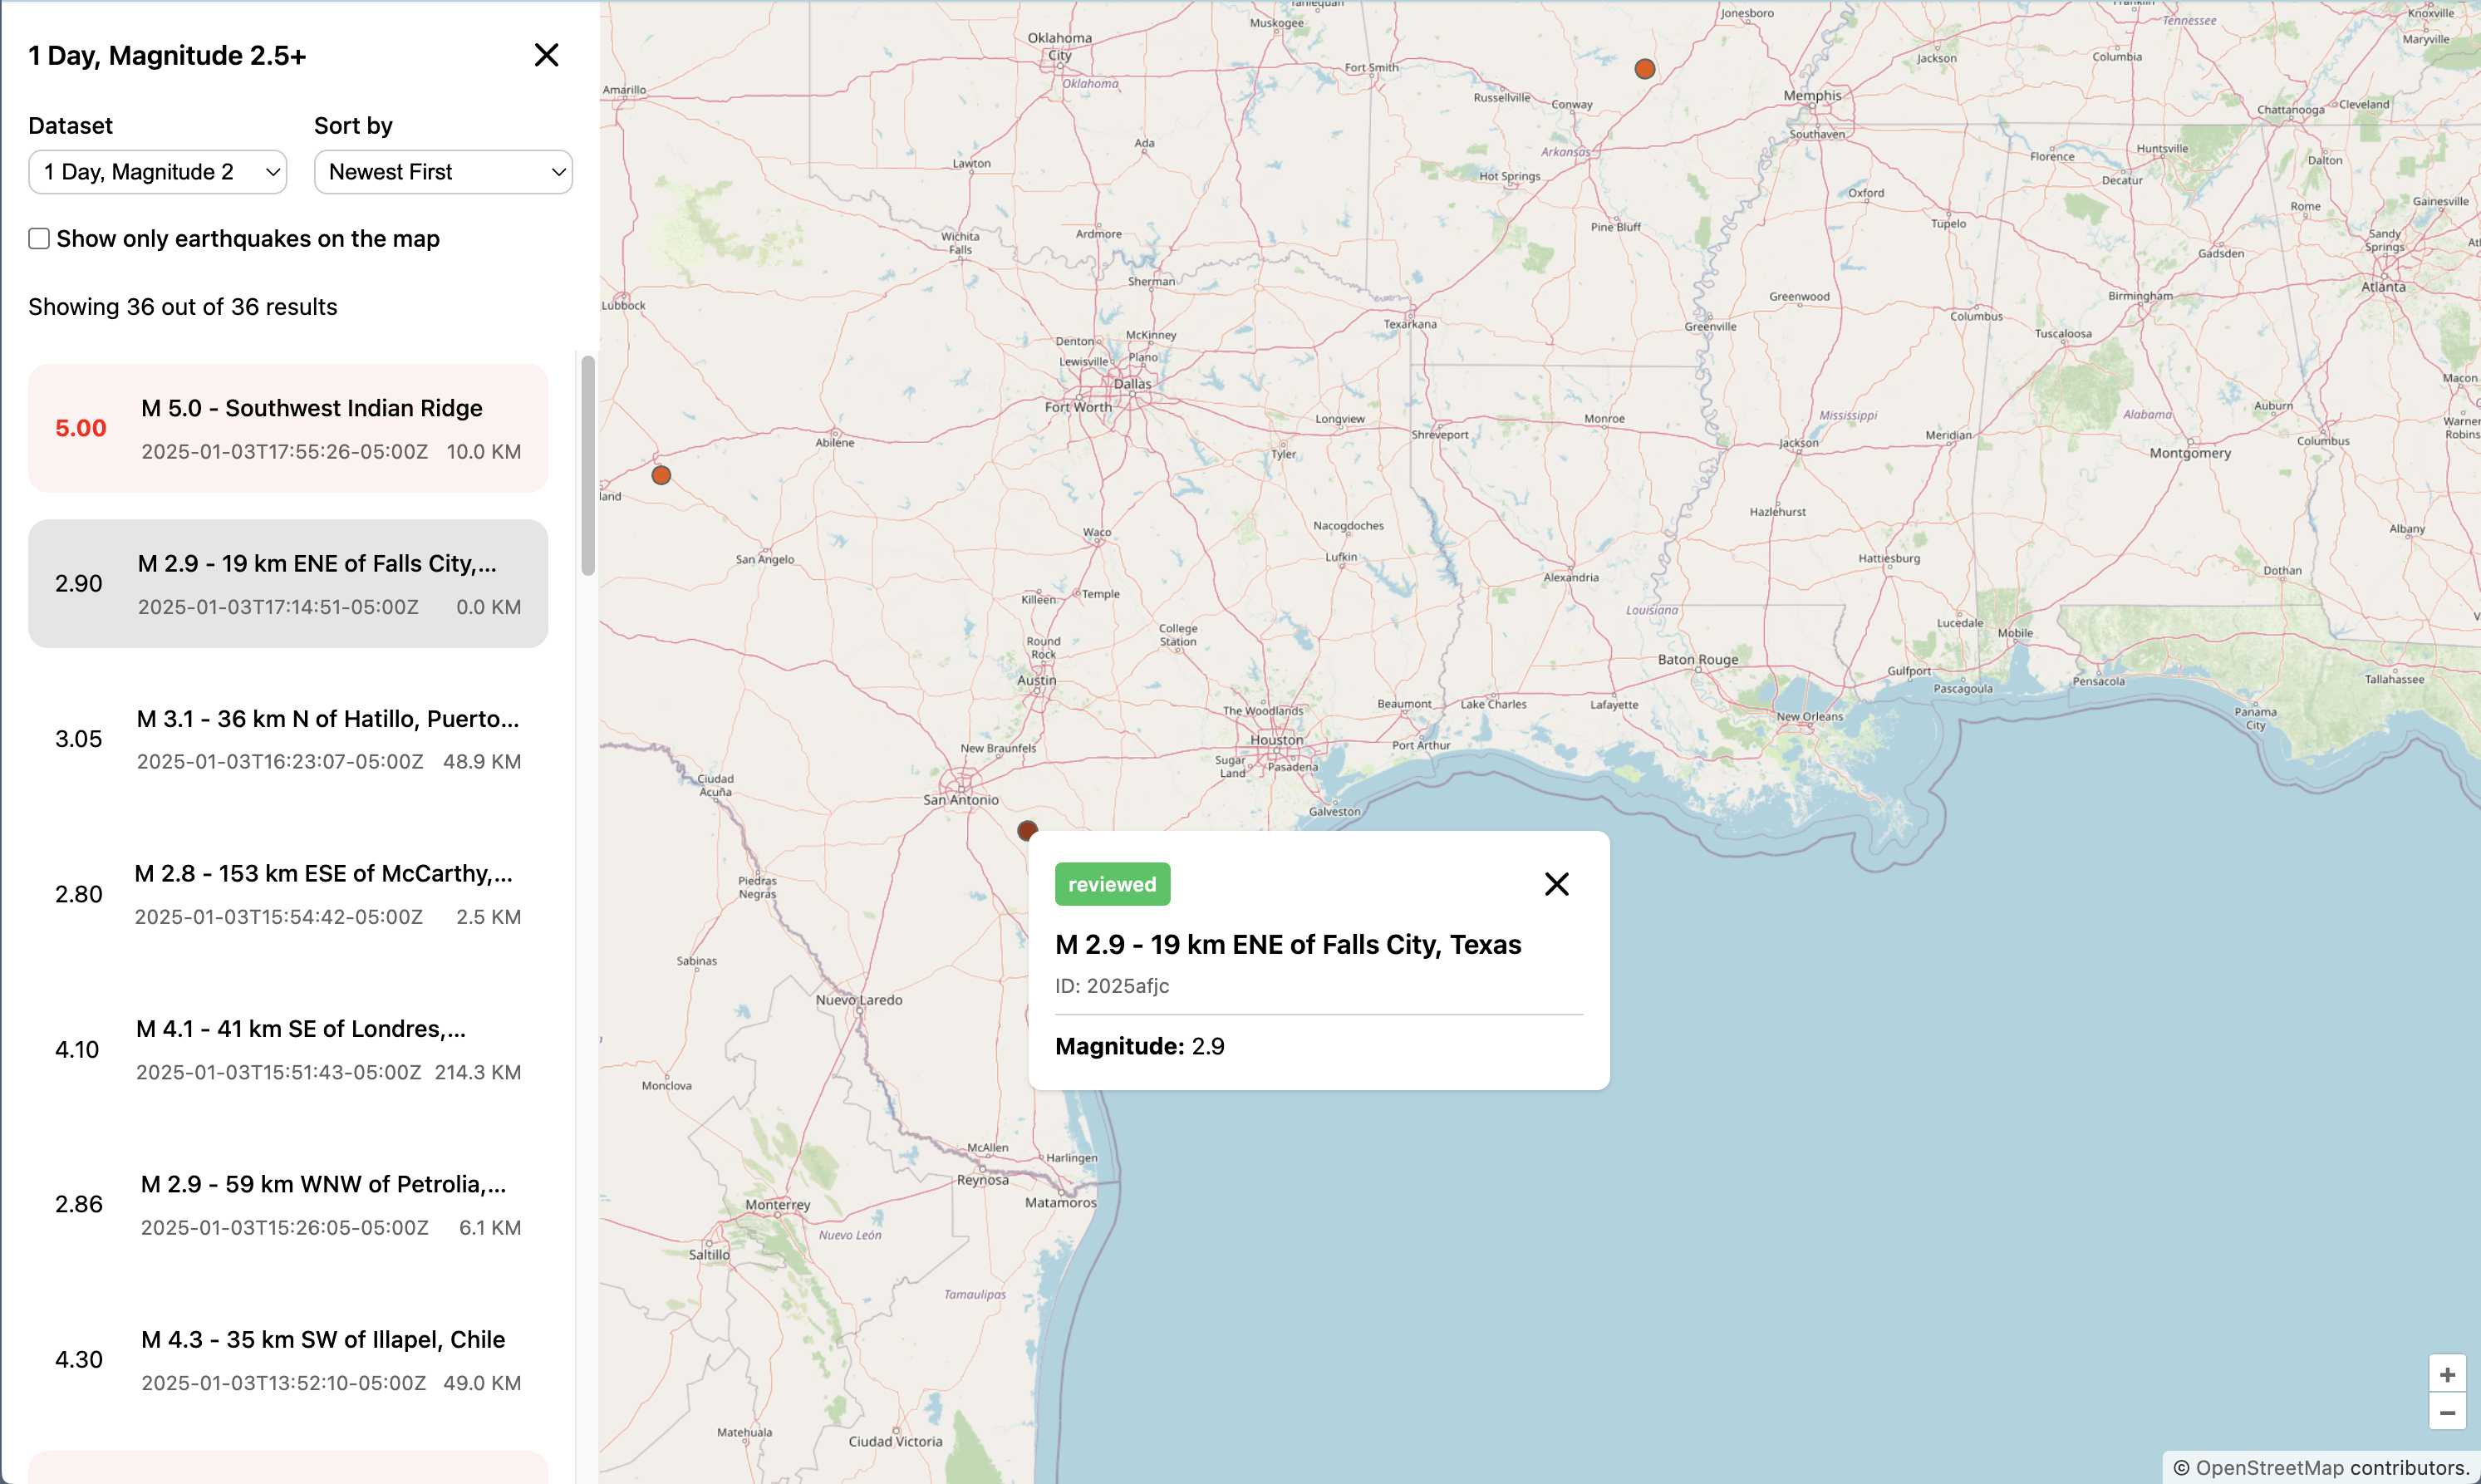 1 Day, Magnitude 2.5+
Dataset
Sort by
1 Day, Magnitude 2
Newest First
Show only earthquakes on the map
Showing 36 out of 36 results
5.00
M 5.0 - Southwest Indian Ridge
2025-01-03T17:55:26-05:00Z 10.0 KM
2.90
M 2.9 - 19 km ENE of Falls City,...
2025-01-03T17:14:51-05:00Z 0.0 KM
3.05
M 3.1 - 36 km N of Hatillo, Puerto...
2025-01-03T16:23:07-05:00Z 48.9 KM
2.80
M 2.8 - 153 km ESE of McCarthy,...
2025-01-03T15:54:42-05:00Z 2.5 KM
4.10
M 4.1 - 41 km SE of Londres,...
2025-01-03T15:51:43-05:00Z 214.3 KM
2.86
M 2.9 - 59 km WNW of Petrolia,...
2025-01-03T15:26:05-05:00Z 6.1 KM
4.30
M 4.3 - 35 km SW of Illapel, Chile
2025-01-03T13:52:10-05:00Z 49.0 KM
Muskogee
Jonesboro
Tennessee
Knoxville
Maryville
Oklahoma
City
Oklahoma
Fort Smith
Jackson
Columbia
Amarillo
Russellville
Conway
Memphis
Chattanooga
Cleveland
Southaven
Ada
Lawton
Arkansas
Florence
Huntsville
Dalton
Hot Springs
Decatur
Oxford
Rome
Gainesville
Tupelo
Pine Bluff
Wichita
Falls
Ardmore
Sandy
Springs
Gadsden
Sherman
Atlanta
Lubbock
Greenwood
Birmingham
Texarkana
Greenville
Columbus
Tuscaloosa
Denton
McKinney
Lewisville
Plano
Dallas
Fort Worth
Macon
Longview
Monroe
Mississippi
Alabama
Auburn
Warner
Robins
Abilene
Shreveport
Jackson
Meridian
Columbus
Tyler
Montgomery
land
Hazlehurst
Nacogdoches
Albany
Waco
San Angelo
Lufkin
Hattiesburg
Dothan
Alexandria
Killeen
Temple
Louisiana
Lucedale
College
Station
Mobile
Round
Rock
Baton Rouge
Gulfport
Pascagoula
Pensacola
Tallahassee
Austin
The Woodlands
Beaumont
Lake Charles
Lafayette
New Orleans
Panama
City
New Braunfels
Houston
Port Arthur
Sugar
Land
Pasadena
Ciudad
Acuña
San Antonio
Galveston
Piedras
Negras
reviewed
M 2.9 - 19 km ENE of Falls City, Texas
ID: 2025afjc
Magnitude: 2.9
Sabinas
Nuevo Laredo
Monclova
McAllen
Harlingen
Reynosa
Matamoros
Monterrey
Nuevo León
Saltillo
Tamaulipas
Matehuala
Ciudad Victoria
+
−
© OpenStreetMap contributors.